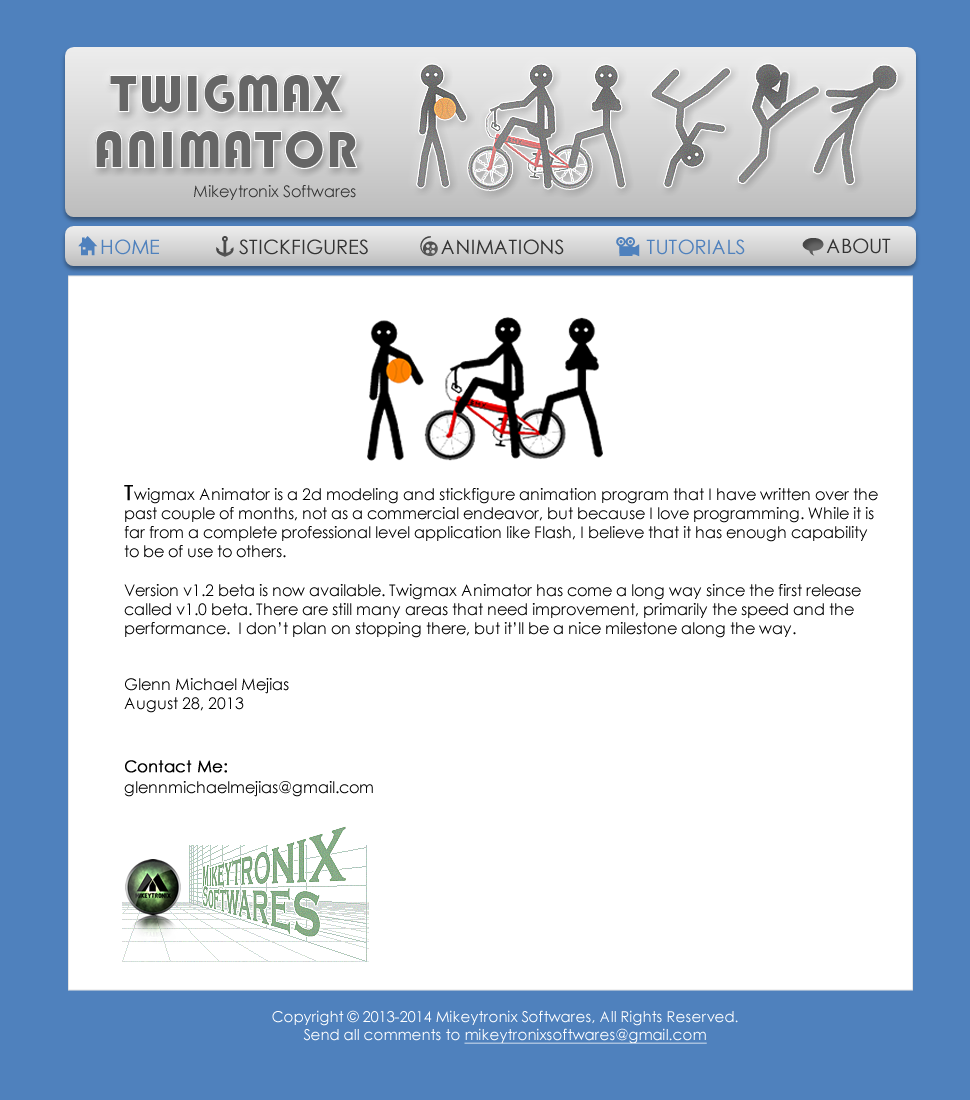 TWIGMAX
ANIMATOR
Mikeytronix Softwares
HOME STICKFIGURES ANIMATIONS TUTORIALS ABOUT
Twigmax Animator is a 2d modeling and stickfigure animation program that I have written over the
past couple of months, not as a commercial endeavor, but because I love programming. While it is
far from a complete professional level application like Flash, I believe that it has enough capability
to be of use to others.
Version v1.2 beta is now available. Twigmax Animator has come a long way since the first release
called v1.0 beta. There are still many areas that need improvement, primarily the speed and the
performance.  I don't plan on stopping there, but it'll be a nice milestone along the way.
Glenn Michael Mejias
August 28, 2013
Contact Me:
glennmichaelmejias@gmail.com
MIKEYTRONIX
MIKEYTRONIX
SOFTWARES
Copyright © 2013-2014 Mikeytronix Softwares, All Rights Reserved.
Send all comments to mikeytronixsoftwares@gmail.com